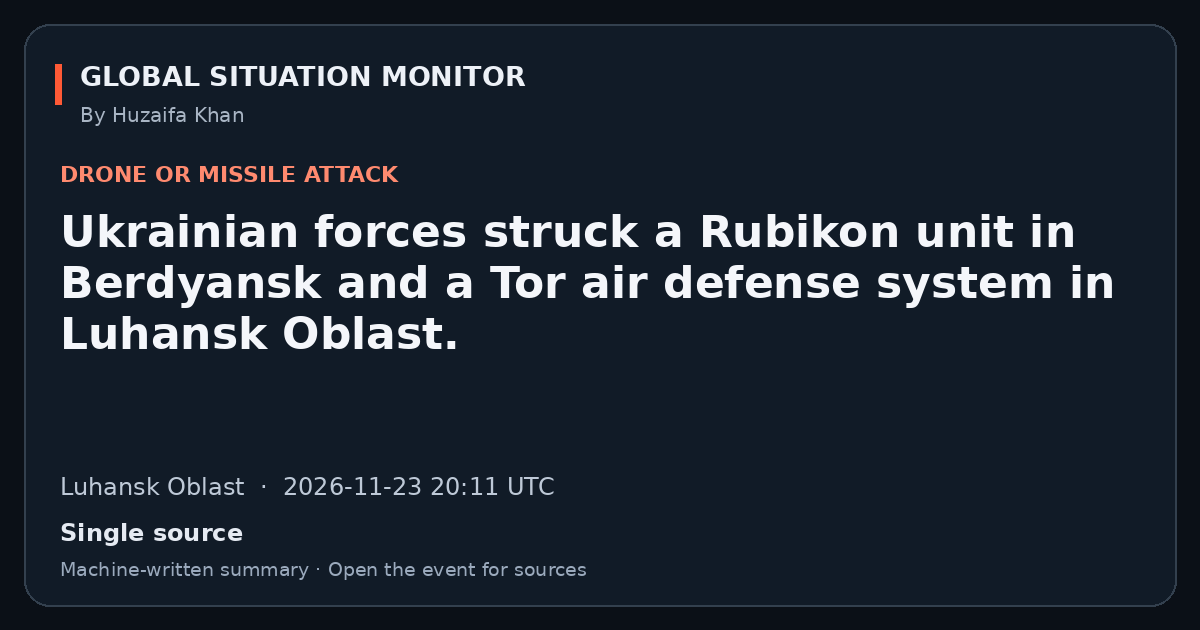 GLOBAL SITUATION MONITOR
By Huzaifa Khan
DRONE OR MISSILE ATTACK
Ukrainian forces struck a Rubikon unit in
Berdyansk and a Tor air defense system in
Luhansk Oblast.
Luhansk Oblast · 2026-11-23 20:11 UTC
Single source
Machine-written summary · Open the event for sources